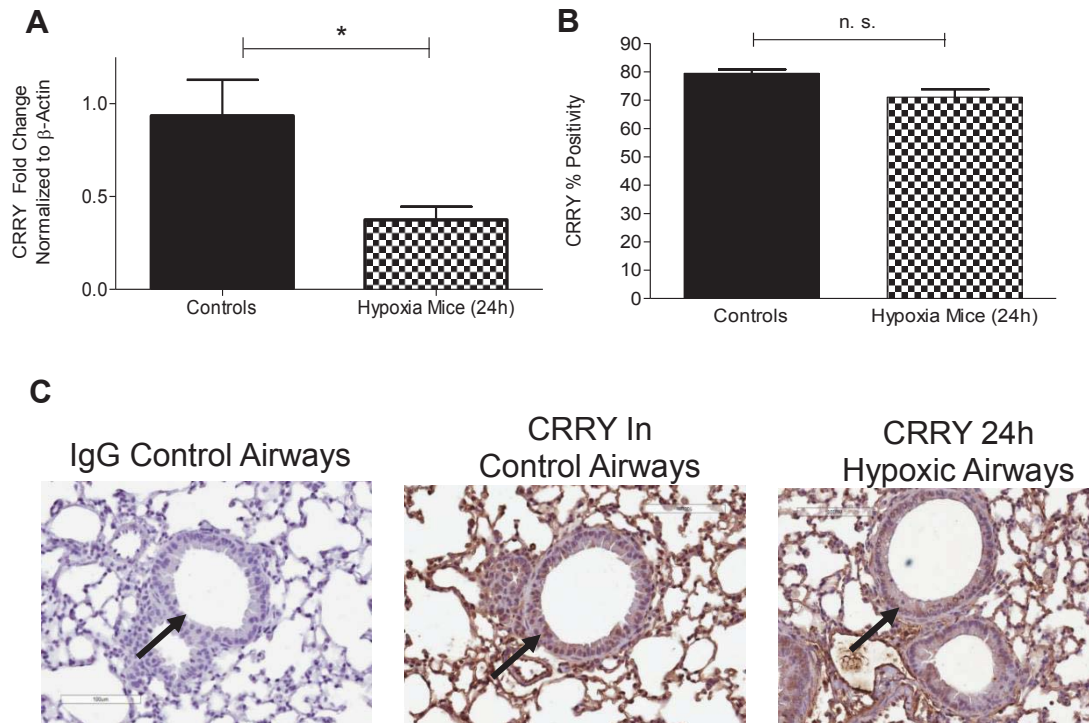 A
*
CRRY Fold Change
Normalized to β-Actin
1.0
0.5
0.0
Controls
Hypoxia Mice (24h)
B
n. s.
CRRY % Positivity
90
80
70
60
50
40
30
20
10
0
Controls
Hypoxia Mice (24h)
C
IgG Control Airways
CRRY In
Control Airways
CRRY 24h
Hypoxic Airways
100um